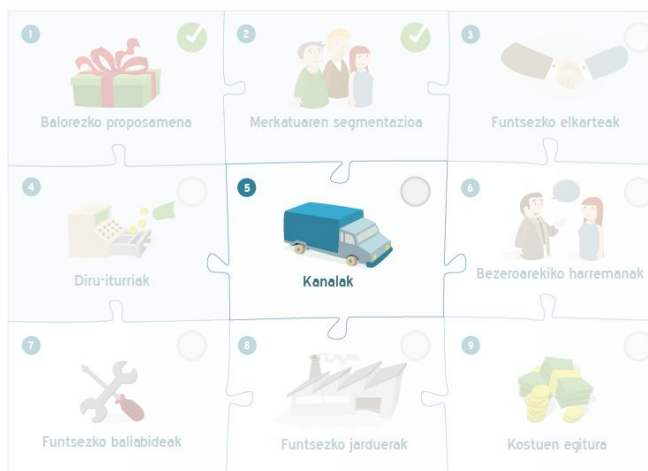 1
Balorezko proposamena
2
Merkatuaren segmentazioa
3
Funtsezko elkarteak
4
Diru-iturriak
5
Kanalak
6
Bezeroarekiko harremanak
7
Funtsezko baliabideak
8
Funtsezko jarduerak
9
Kostuen egitura